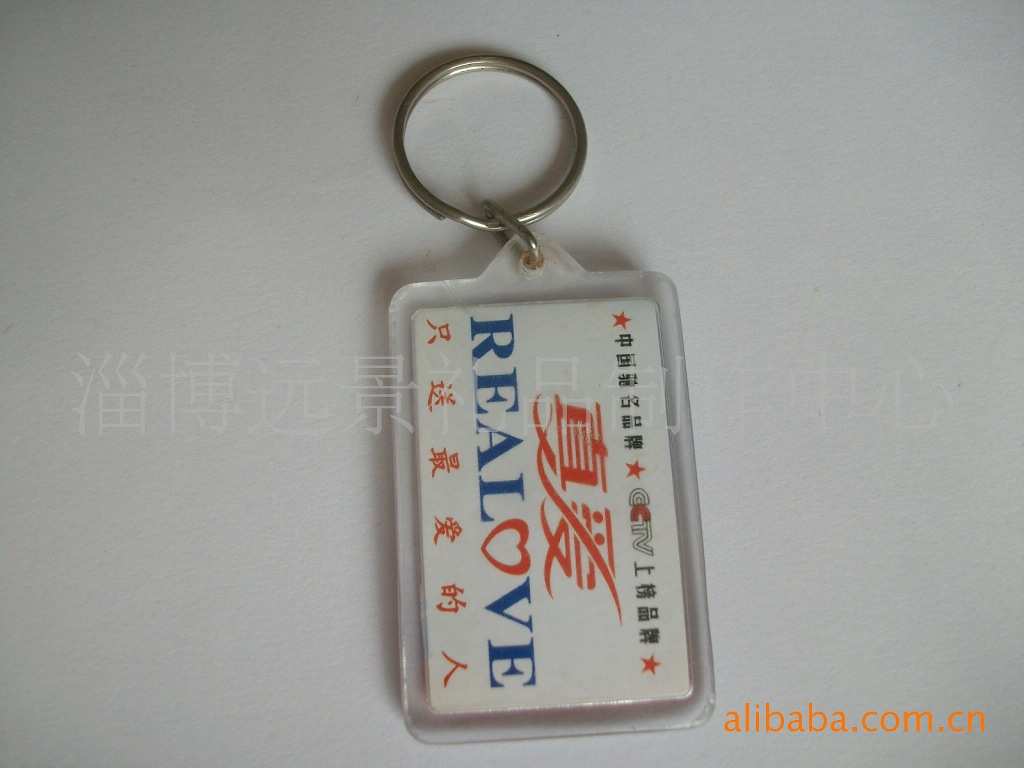 ★中国驰名品牌★CCTV上榜品牌★
真爱
REALOVE
只送最爱的人
淄博远景礼品制作中心
alibaba.com.cn